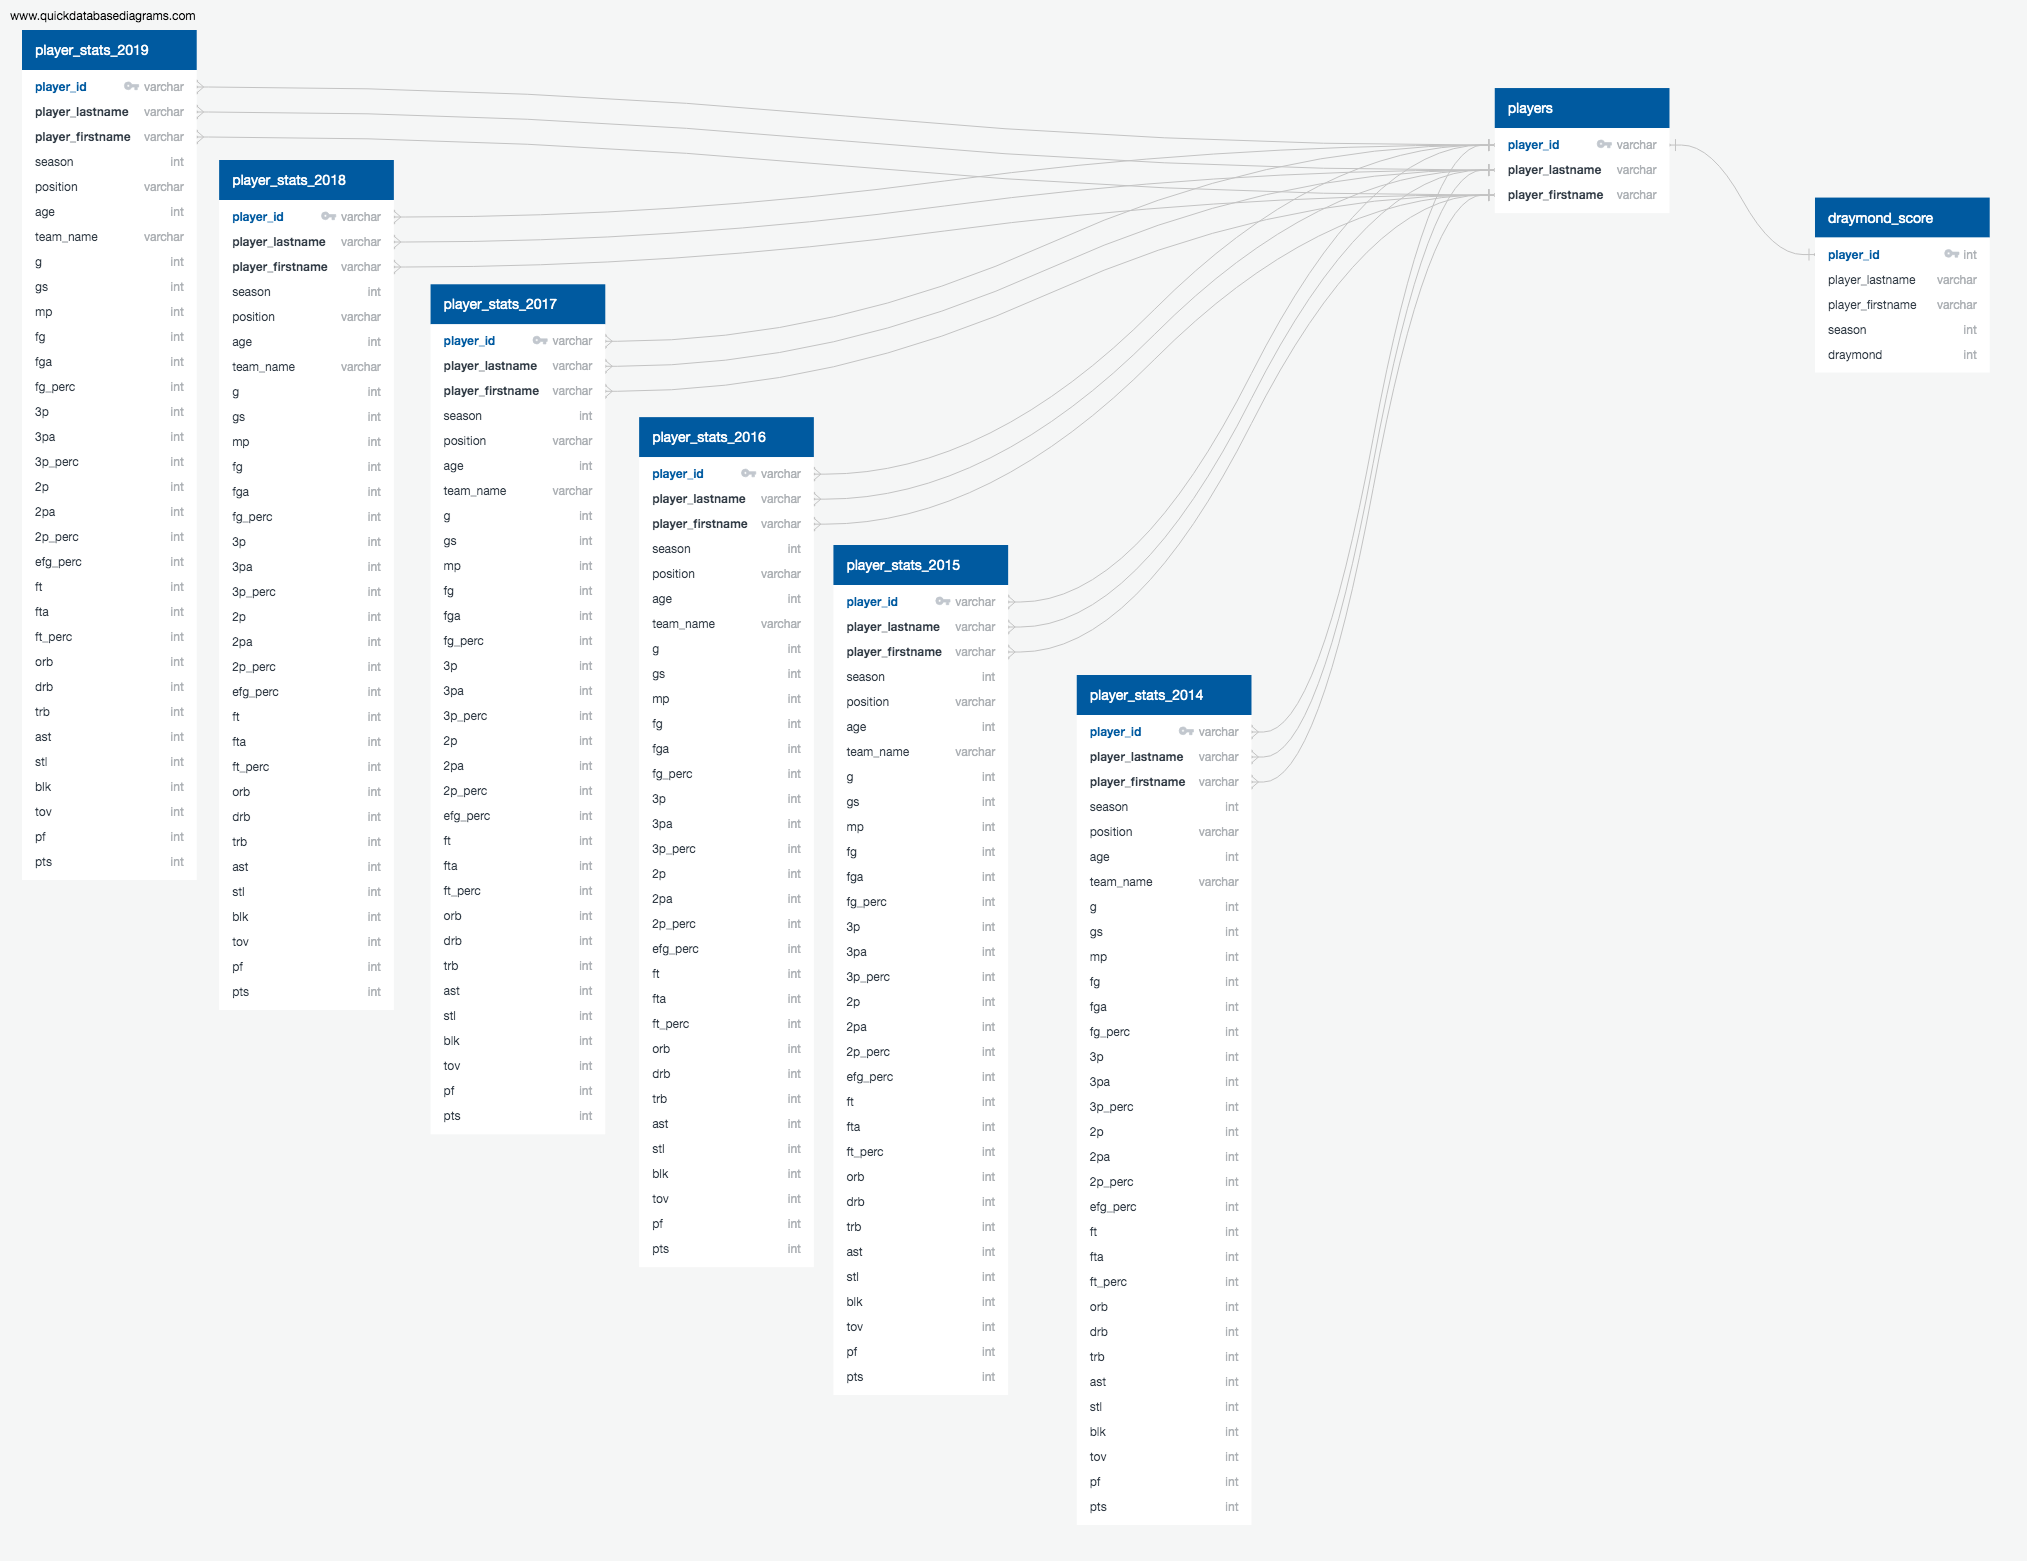 www.quickdatabasediagrams.com
player_stats_2019
player_id varchar
player_lastname varchar
player_firstname varchar
season int
position varchar
age int
team_name varchar
g int
gs int
mp int
fg int
fga int
fg_perc int
3p int
3pa int
3p_perc int
2p int
2pa int
2p_perc int
efg_perc int
ft int
fta int
ft_perc int
orb int
drb int
trb int
ast int
stl int
blk int
tov int
pf int
pts int
player_stats_2018
player_id varchar
player_lastname varchar
player_firstname varchar
season int
position varchar
age int
team_name varchar
g int
gs int
mp int
fg int
fga int
fg_perc int
3p int
3pa int
3p_perc int
2p int
2pa int
2p_perc int
efg_perc int
ft int
fta int
ft_perc int
orb int
drb int
trb int
ast int
stl int
blk int
tov int
pf int
pts int
player_stats_2017
player_id varchar
player_lastname varchar
player_firstname varchar
season int
position varchar
age int
team_name varchar
g int
gs int
mp int
fg int
fga int
fg_perc int
3p int
3pa int
3p_perc int
2p int
2pa int
2p_perc int
efg_perc int
ft int
fta int
ft_perc int
orb int
drb int
trb int
ast int
stl int
blk int
tov int
pf int
pts int
player_stats_2016
player_id varchar
player_lastname varchar
player_firstname varchar
season int
position varchar
age int
team_name varchar
g int
gs int
mp int
fg int
fga int
fg_perc int
3p int
3pa int
3p_perc int
2p int
2pa int
2p_perc int
efg_perc int
ft int
fta int
ft_perc int
orb int
drb int
trb int
ast int
stl int
blk int
tov int
pf int
pts int
player_stats_2015
player_id varchar
player_lastname varchar
player_firstname varchar
season int
position varchar
age int
team_name varchar
g int
gs int
mp int
fg int
fga int
fg_perc int
3p int
3pa int
3p_perc int
2p int
2pa int
2p_perc int
efg_perc int
ft int
fta int
ft_perc int
orb int
drb int
trb int
ast int
stl int
blk int
tov int
pf int
pts int
player_stats_2014
player_id varchar
player_lastname varchar
player_firstname varchar
season int
position varchar
age int
team_name varchar
g int
gs int
mp int
fg int
fga int
fg_perc int
3p int
3pa int
3p_perc int
2p int
2pa int
2p_perc int
efg_perc int
ft int
fta int
ft_perc int
orb int
drb int
trb int
ast int
stl int
blk int
tov int
pf int
pts int
players
player_id varchar
player_lastname varchar
player_firstname varchar
draymond_score
player_id int
player_lastname varchar
player_firstname varchar
season int
draymond int